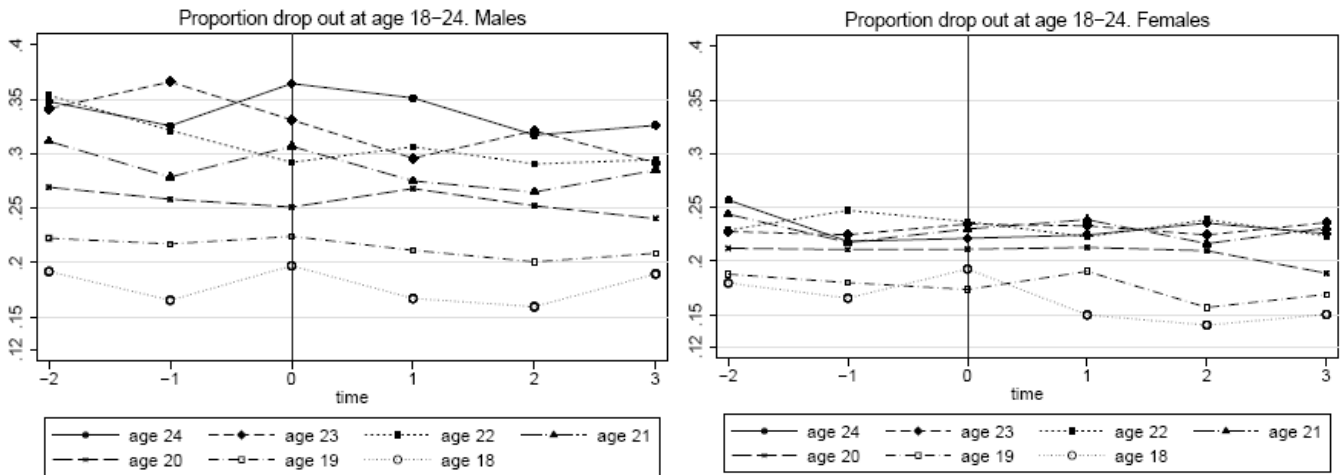 Proportion drop out at age 18−24. Males
.4
.35
.3
.25
.2
.15
.12
−2 −1 0 1 2 3
time
age 24 age 23 age 22 age 21
age 20 age 19 age 18
Proportion drop out at age 18−24. Females
.4
.35
.3
.25
.2
.15
.12
−2 −1 0 1 2 3
time
age 24 age 23 age 22 age 21
age 20 age 19 age 18